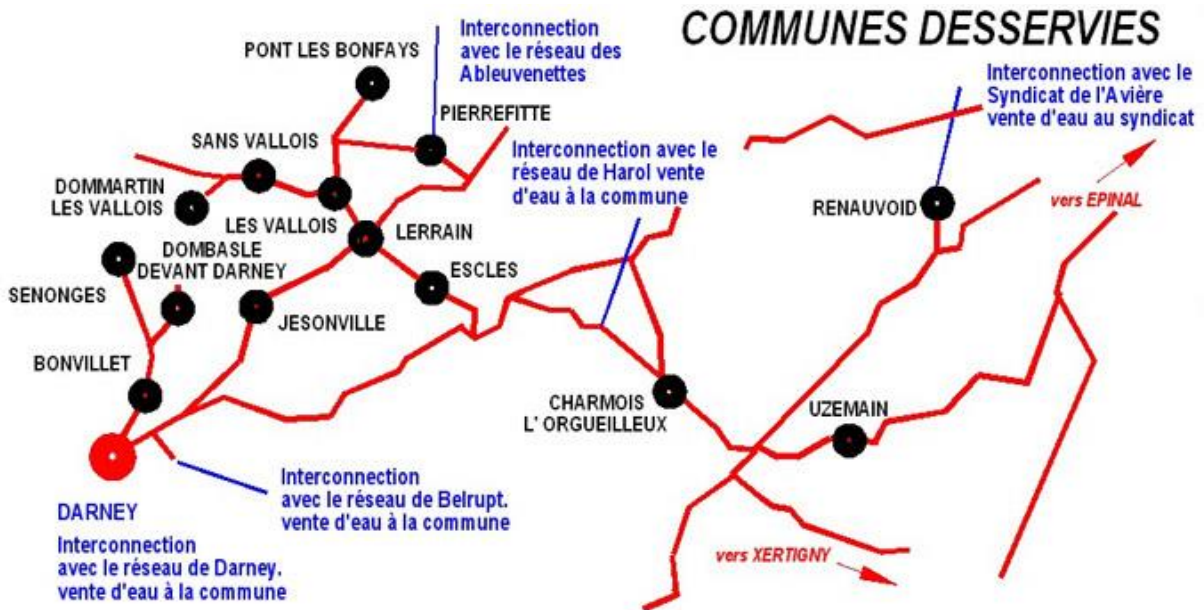 COMMUNES DESSERVIES
PONT LES BONFAYS
Interconnection
avec le réseau des
Ableuvenettes
PIERREFITTE
Interconnection avec le
Syndicat de l'Avière
vente d'eau au syndicat
SANS VALLOIS
Interconnection avec le
réseau de Harol vente
d'eau à la commune
DOMMARTIN
LES VALLOIS
LES VALLOIS
LERRAIN
RENAUVOID
vers EPINAL
DOMBASLE
DEVANT DARNEY
ESCLES
SENONGES
JESONVILLE
BONVILLET
CHARMOIS
L' ORGUEILLEUX
UZEMAIN
Interconnection
avec le réseau de Belrupt.
vente d'eau à la commune
DARNEY
Interconnection
avec le réseau de Darney.
vente d'eau à la commune
vers XERTIGNY